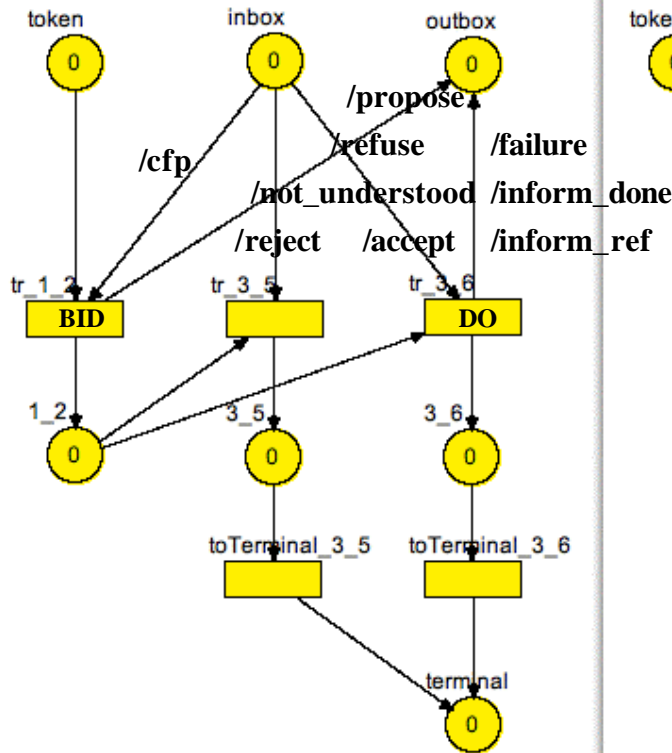 token
inbox
outbox
toke
0
0
0
/propose
/cfp
/refuse
/failure
/not_understood
/inform_done
/reject
/accept
/inform_ref
tr_1_2
tr_3_5
tr_3_6
BID
DO
1_2
3_5
3_6
0
0
0
toTerminal_3_5
toTerminal_3_6
terminal
0